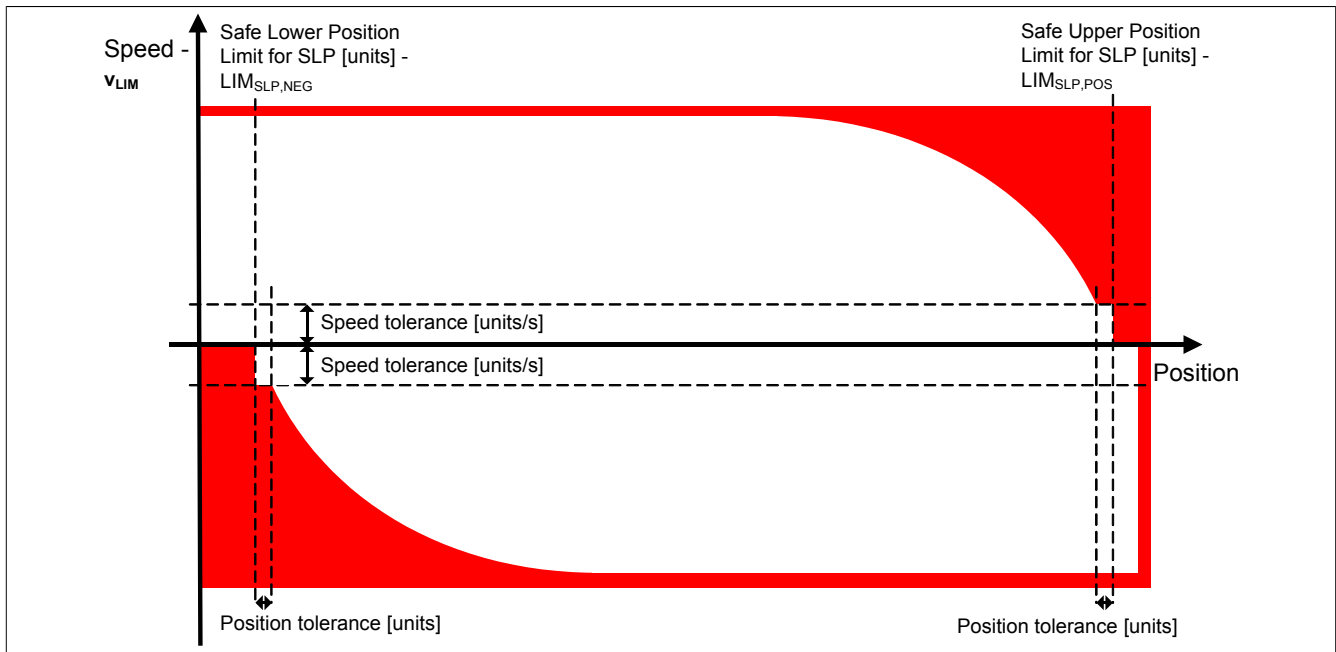 Speed -
vLIM
Safe Lower Position
Limit for SLP [units] -
LIMSLP,NEG
Safe Upper Position
Limit for SLP [units] -
LIMSLP,POS
Speed tolerance [units/s]
Speed tolerance [units/s]
Position
Position tolerance [units]
Position tolerance [units]